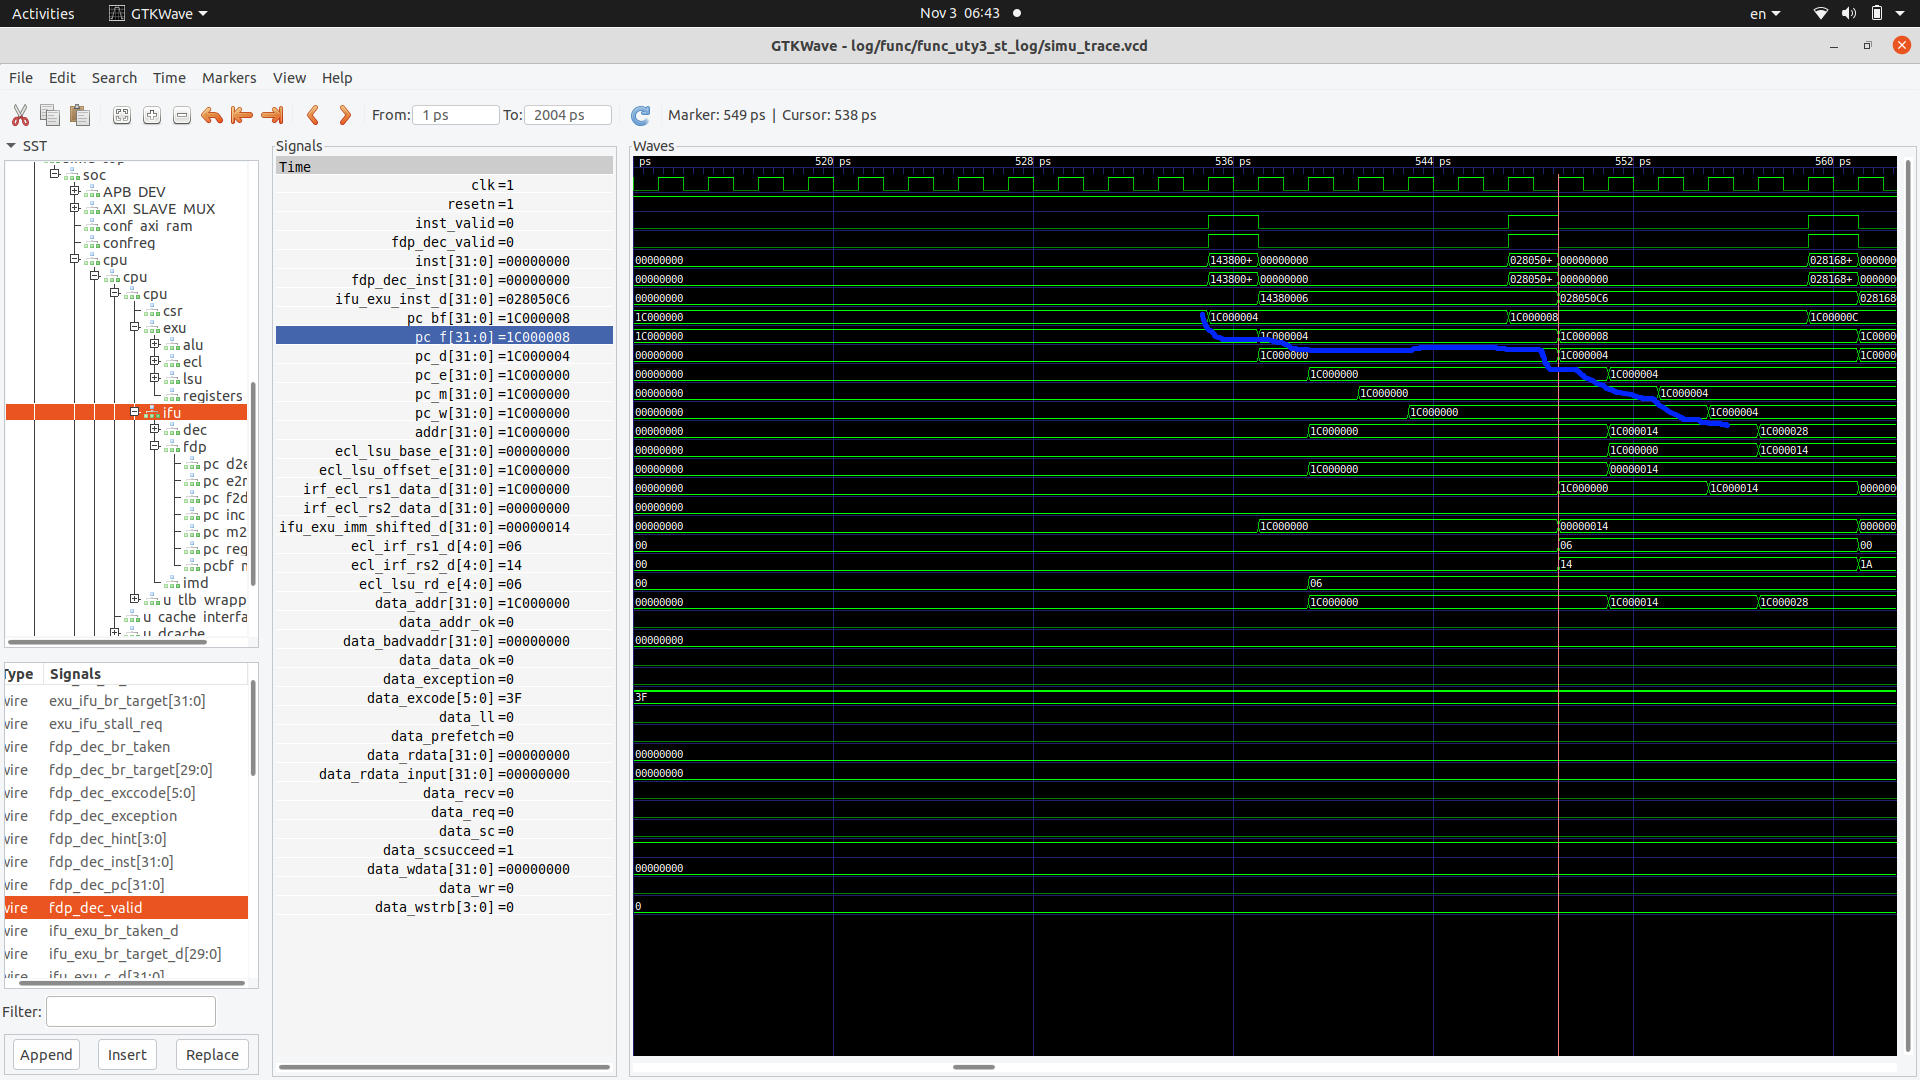 Activities GTKWave Nov 3 06:43 en
GTKWave - log/func/func_uty3_st_log/simu_trace.vcd
File Edit Search Time Markers View Help
From: 1 ps To: 2004 ps Marker: 549 ps | Cursor: 538 ps
SST
soc
APB DEV
AXI SLAVE MUX
conf axi ram
confreg
cpu
cpu
cpu
csr
exu
alu
ecl
lsu
registers
ifu
dec
fdp
pc d2e
pc e2r
pc f2d
pc inc
pc m2
pc reg
pcbf
imd
u tlb wrapp
u cache interfa
u dcache
Type Signals
wire exu_ifu_br_target[31:0]
wire exu_ifu_stall_req
wire fdp_dec_br_taken
wire fdp_dec_br_target[29:0]
wire fdp_dec_exccode[5:0]
wire fdp_dec_exception
wire fdp_dec_hint[3:0]
wire fdp_dec_inst[31:0]
wire fdp_dec_pc[31:0]
wire fdp_dec_valid
wire ifu_exu_br_taken_d
wire ifu_exu_br_target_d[29:0]
wire ifu_exu_c_d[31:0]
Filter:
Append Insert Replace
Signals
Time
clk =1
resetn =1
inst_valid =0
fdp_dec_valid =0
inst[31:0] =00000000
fdp_dec_inst[31:0] =00000000
ifu_exu_inst_d[31:0] =028050C6
pc_bf[31:0] =1C000008
pc_f[31:0] =1C000008
pc_d[31:0] =1C000004
pc_e[31:0] =1C000000
pc_m[31:0] =1C000000
pc_w[31:0] =1C000000
addr[31:0] =1C000000
ecl_lsu_base_e[31:0] =00000000
ecl_lsu_offset_e[31:0] =1C000000
irf_ecl_rs1_data_d[31:0] =1C000000
irf_ecl_rs2_data_d[31:0] =00000000
ifu_exu_imm_shifted_d[31:0] =00000014
ecl_irf_rs1_d[4:0] =06
ecl_irf_rs2_d[4:0] =14
ecl_lsu_rd_e[4:0] =06
data_addr[31:0] =1C000000
data_addr_ok =0
data_badvaddr[31:0] =00000000
data_data_ok =0
data_exception =0
data_excode[5:0] =3F
data_ll =0
data_prefetch =0
data_rdata[31:0] =00000000
data_rdata_input[31:0] =00000000
data_recv =0
data_req =0
data_sc =0
data_scsucceed =1
data_wdata[31:0] =00000000
data_wr =0
data_wstrb[3:0] =0
Waves
ps 520 ps 528 ps 536 ps 544 ps 552 ps 560 ps
00000000 143800+ 00000000 028050+ 00000000 028168+ 000000
00000000 143800+ 00000000 028050+ 00000000 028168+ 000000
00000000 14380006 028050C6 028168
1C000000 1C000004 1C000008 1C00000C
1C000000 1C000004 1C000008 1C0000
00000000 1C000000 1C000004 1C0000
00000000 1C000000 1C000004
00000000 1C000000 1C000004
00000000 1C000000 1C000004
00000000 1C000000 1C000014 1C000028
00000000 1C000000 1C000014
00000000 1C000000 00000014
00000000 1C000000 1C000014 000000
00000000
00000000 1C000000 00000014 000000
00 06 00
00 14 1A
00 06
00000000 1C000000 1C000014 1C000028
00000000
3F
00000000
00000000
00000000
0